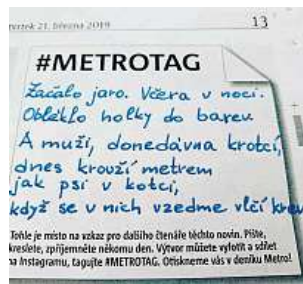 čtvrtek 21. března 2019
13
#METROTAG
Začalo jaro. Včera v noci.
Obléklo holky do barev.
A muži, donedávna krotcí,
dnes krouží metrem
jak psi v kotci,
když se v nich vzedme vlčí krev
Tohle je místo na vzkaz pro dalšího čtenáře těchto novin. Pište,
kreslete, zpříjemněte někomu den. Výtvor můžete vyfotit a sdílet
na Instagramu, tagujte #METROTAG. Otiskneme vás v deníku Metro!